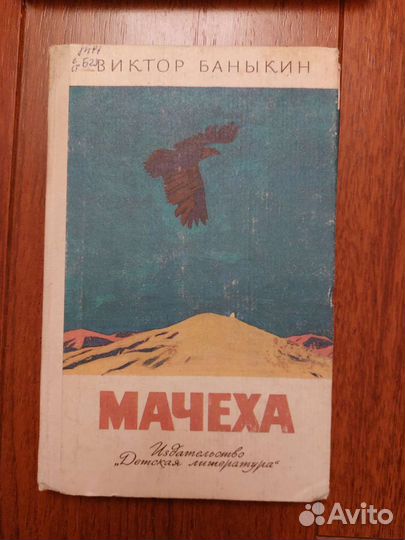 ВИКТОР БАНЫКИН
МАЧЕХА
Издательство
„Детская литература“
Avito